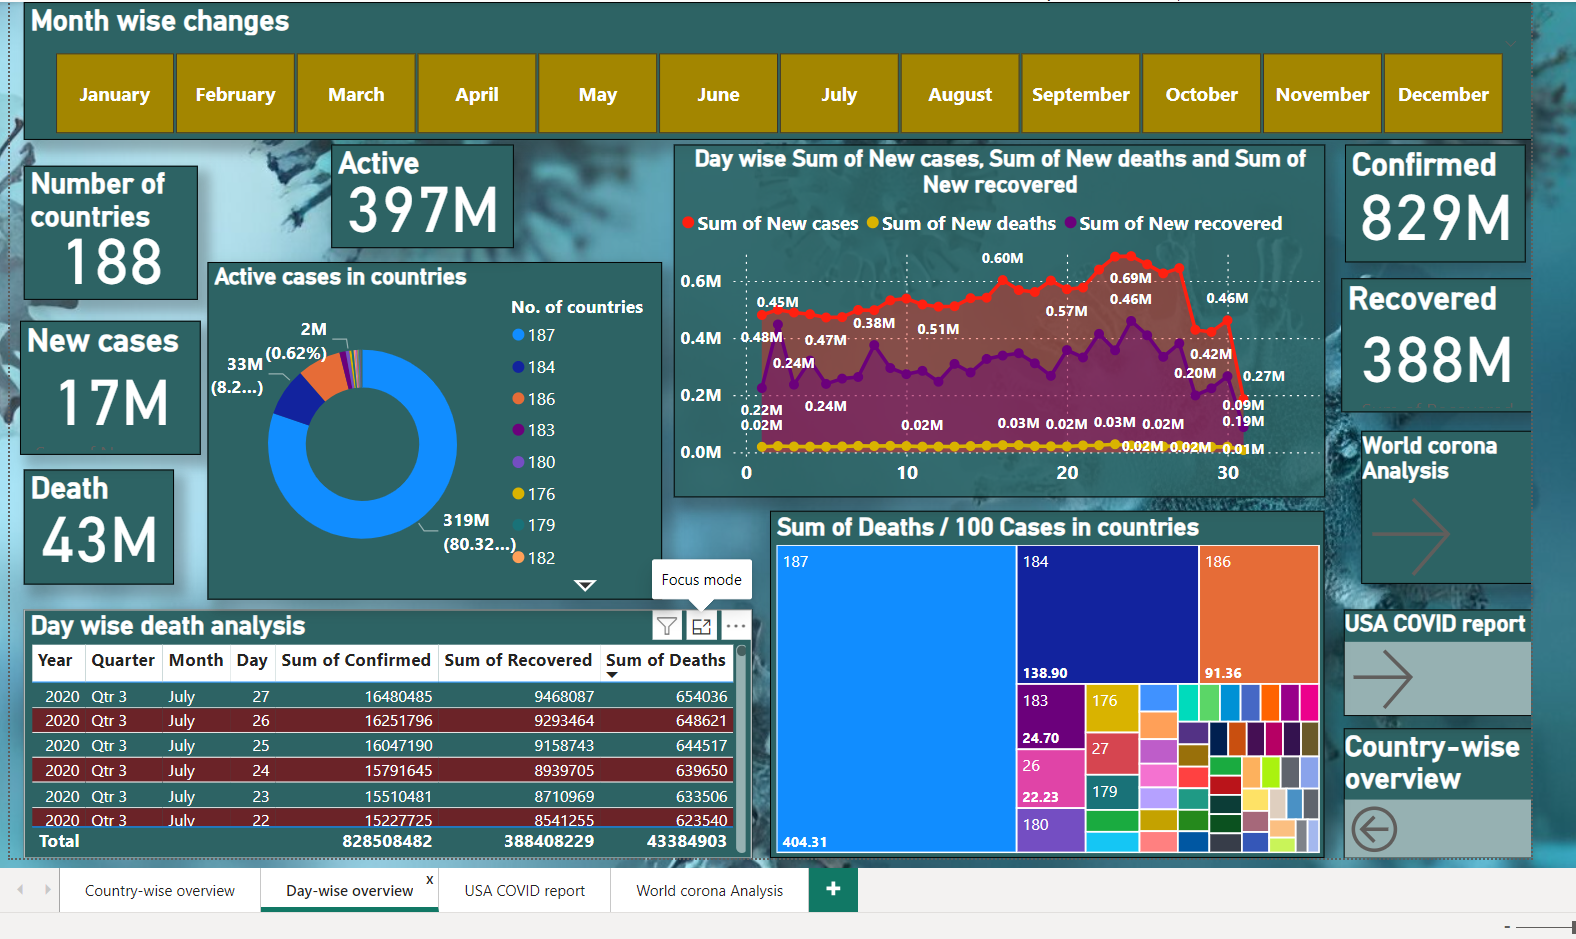 Month wise changes
January February March April May June July August September October November December
Number of
countries
188
Active
397M
New cases
17M
Death
43M
Active cases in countries
No. of countries
187
184
186
183
180
176
179
182
2M
(0.62%)
33M
(8.2...)
319M
(80.32...)
Day wise Sum of New cases, Sum of New deaths and Sum of
New recovered
Sum of New cases Sum of New deaths Sum of New recovered
0.6M
0.4M
0.2M
0.0M
0 10 20 30
0.60M
0.69M
0.45M
0.46M
0.46M
0.57M
0.38M
0.51M
0.48M
0.47M
0.42M
0.24M
0.20M
0.27M
0.24M
0.22M
0.09M
0.02M
0.02M
0.03M
0.02M
0.03M
0.02M
0.19M
0.02M
0.02M
0.01M
Confirmed
829M
Recovered
388M
World corona
Analysis
USA COVID report
Country-wise
overview
Sum of Deaths / 100 Cases in countries
187
404.31
184
138.90
186
91.36
183
24.70
176
27
26
22.23
179
180
Focus mode
Day wise death analysis
Year Quarter Month Day Sum of Confirmed Sum of Recovered Sum of Deaths
2020 Qtr 3 July 27 16480485 9468087 654036
2020 Qtr 3 July 26 16251796 9293464 648621
2020 Qtr 3 July 25 16047190 9158743 644517
2020 Qtr 3 July 24 15791645 8939705 639650
2020 Qtr 3 July 23 15510481 8710969 633506
2020 Qtr 3 July 22 15227725 8541255 623540
Total 828508482 388408229 43384903
Country-wise overview Day-wise overview x USA COVID report World corona Analysis +